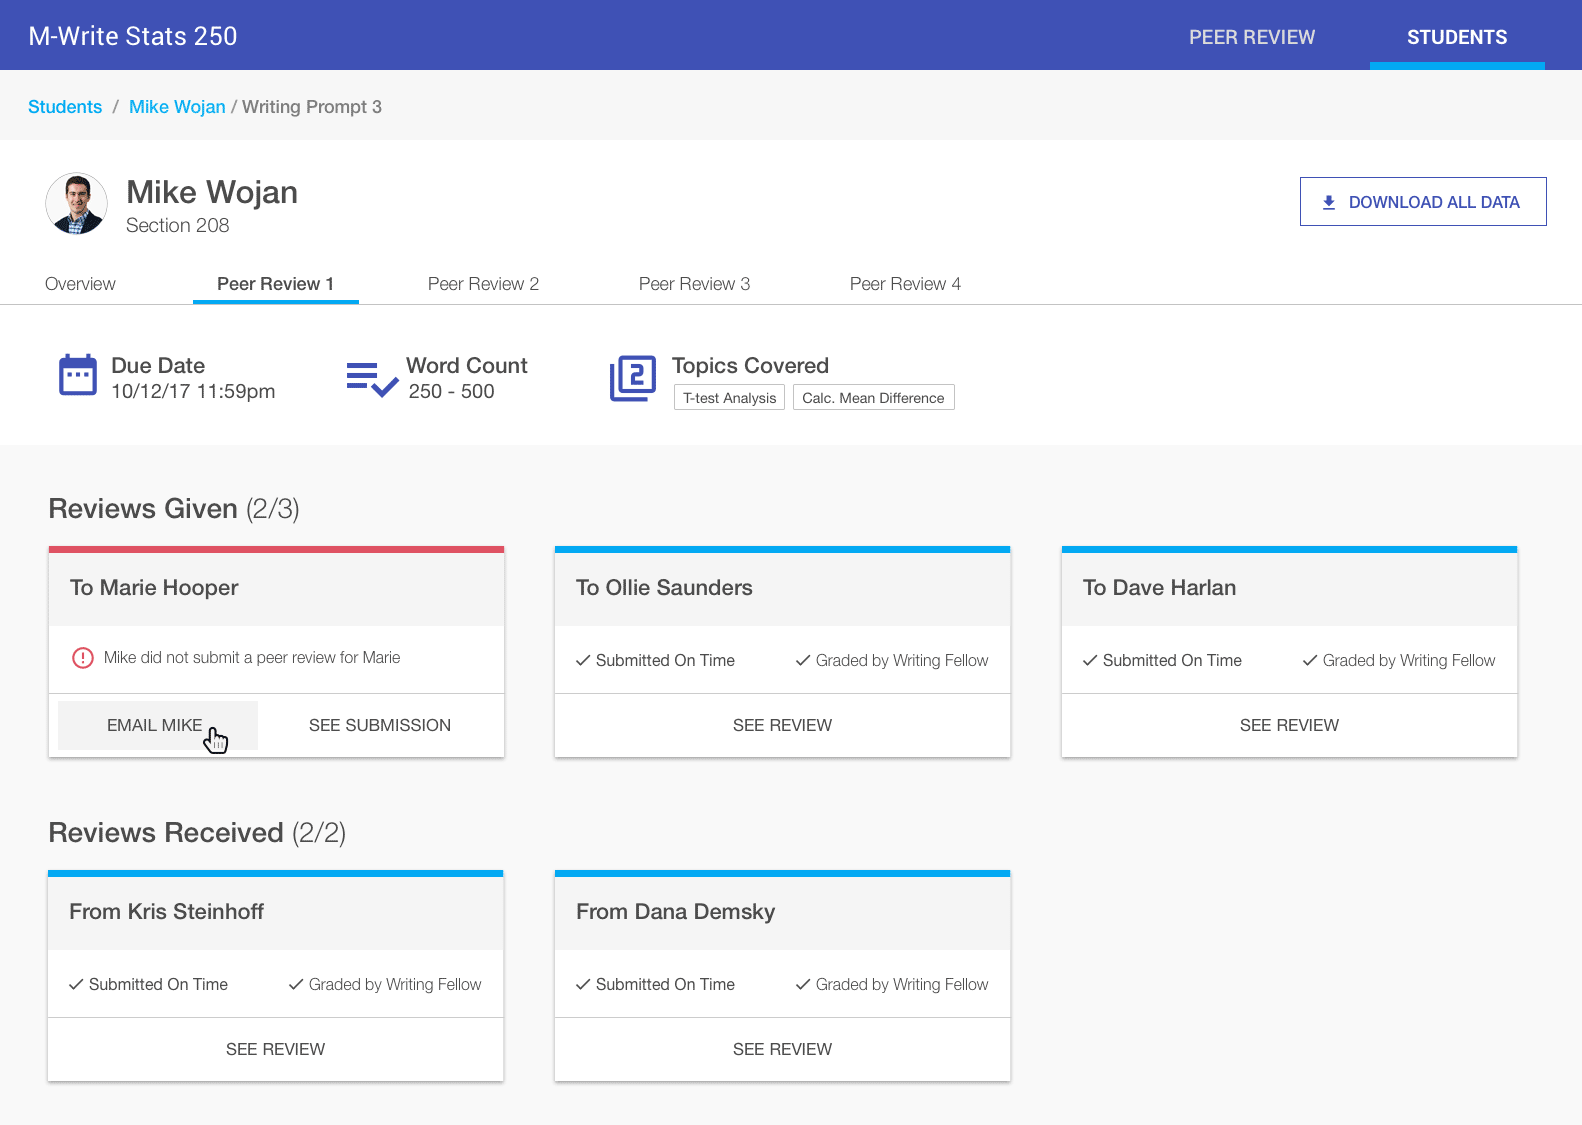 M-Write Stats 250
PEER REVIEW
STUDENTS
Students / Mike Wojan / Writing Prompt 3
Mike Wojan
Section 208
DOWNLOAD ALL DATA
Overview
Peer Review 1
Peer Review 2
Peer Review 3
Peer Review 4
Due Date
10/12/17 11:59pm
Word Count
250 - 500
2
Topics Covered
T-test Analysis
Calc. Mean Difference
Reviews Given (2/3)
To Marie Hooper
Mike did not submit a peer review for Marie
EMAIL MIKE
SEE SUBMISSION
To Ollie Saunders
Submitted On Time
Graded by Writing Fellow
SEE REVIEW
To Dave Harlan
Submitted On Time
Graded by Writing Fellow
SEE REVIEW
Reviews Received (2/2)
From Kris Steinhoff
Submitted On Time
Graded by Writing Fellow
SEE REVIEW
From Dana Demsky
Submitted On Time
Graded by Writing Fellow
SEE REVIEW